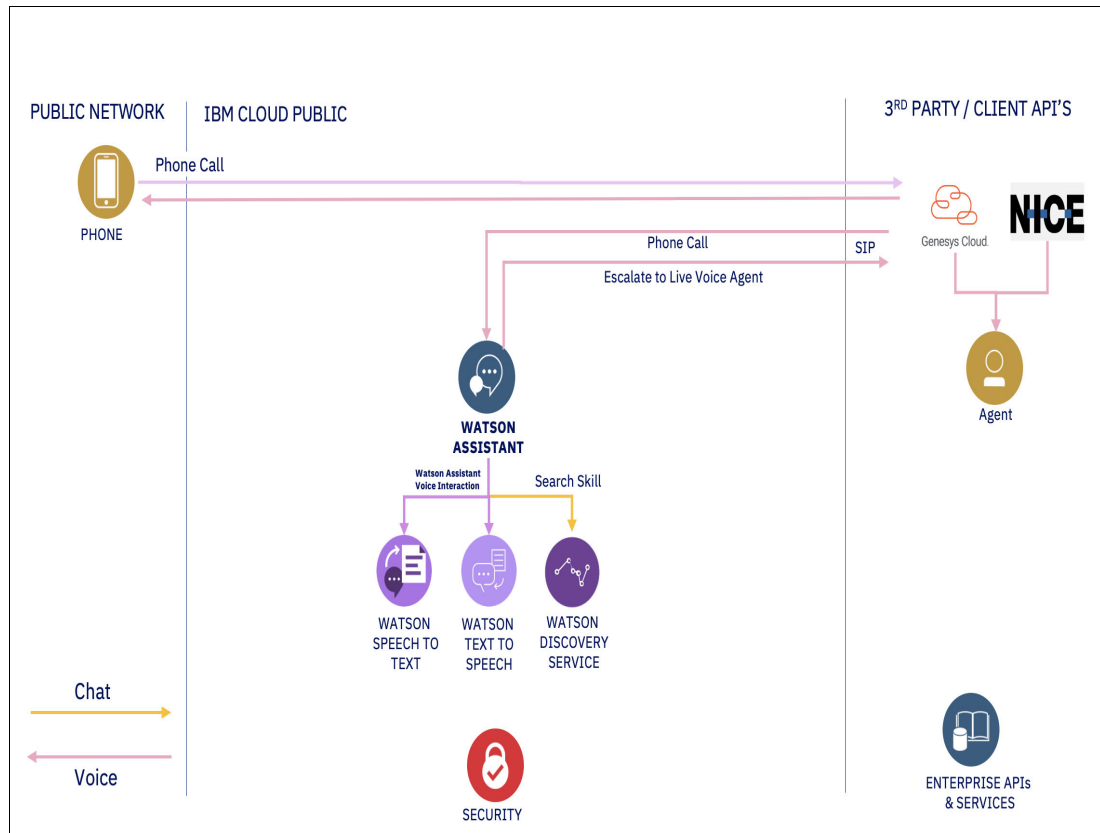 PUBLIC NETWORK
IBM CLOUD PUBLIC
3RD PARTY / CLIENT API'S
Phone Call
PHONE
Phone Call
SIP
Escalate to Live Voice Agent
Genesys Cloud.
NICE
Agent
WATSON
ASSISTANT
Watson Assistant
Voice Interaction
Search Skill
WATSON
SPEECH TO
TEXT
WATSON
TEXT TO
SPEECH
WATSON
DISCOVERY
SERVICE
Chat
Voice
SECURITY
ENTERPRISE APIs
& SERVICES